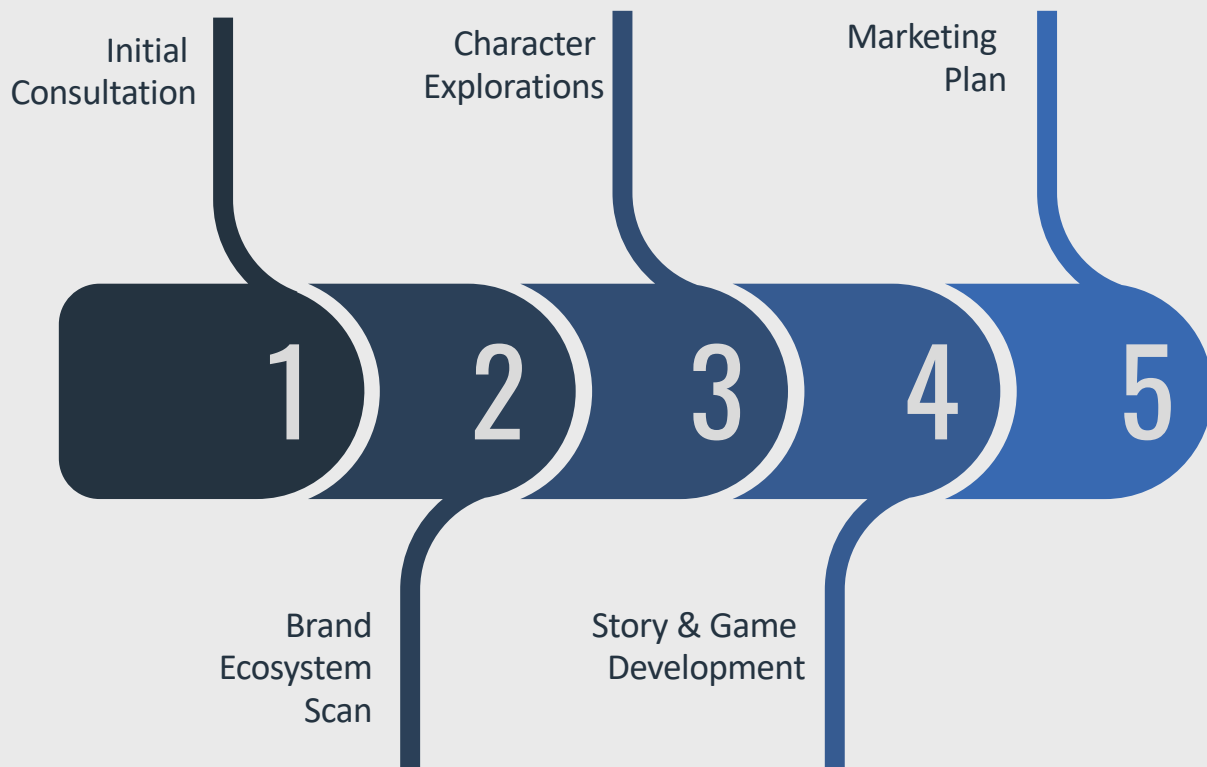 Initial
Consultation
Character
Explorations
Marketing
Plan
1
2
3
4
5
Brand
Ecosystem
Scan
Story & Game
Development